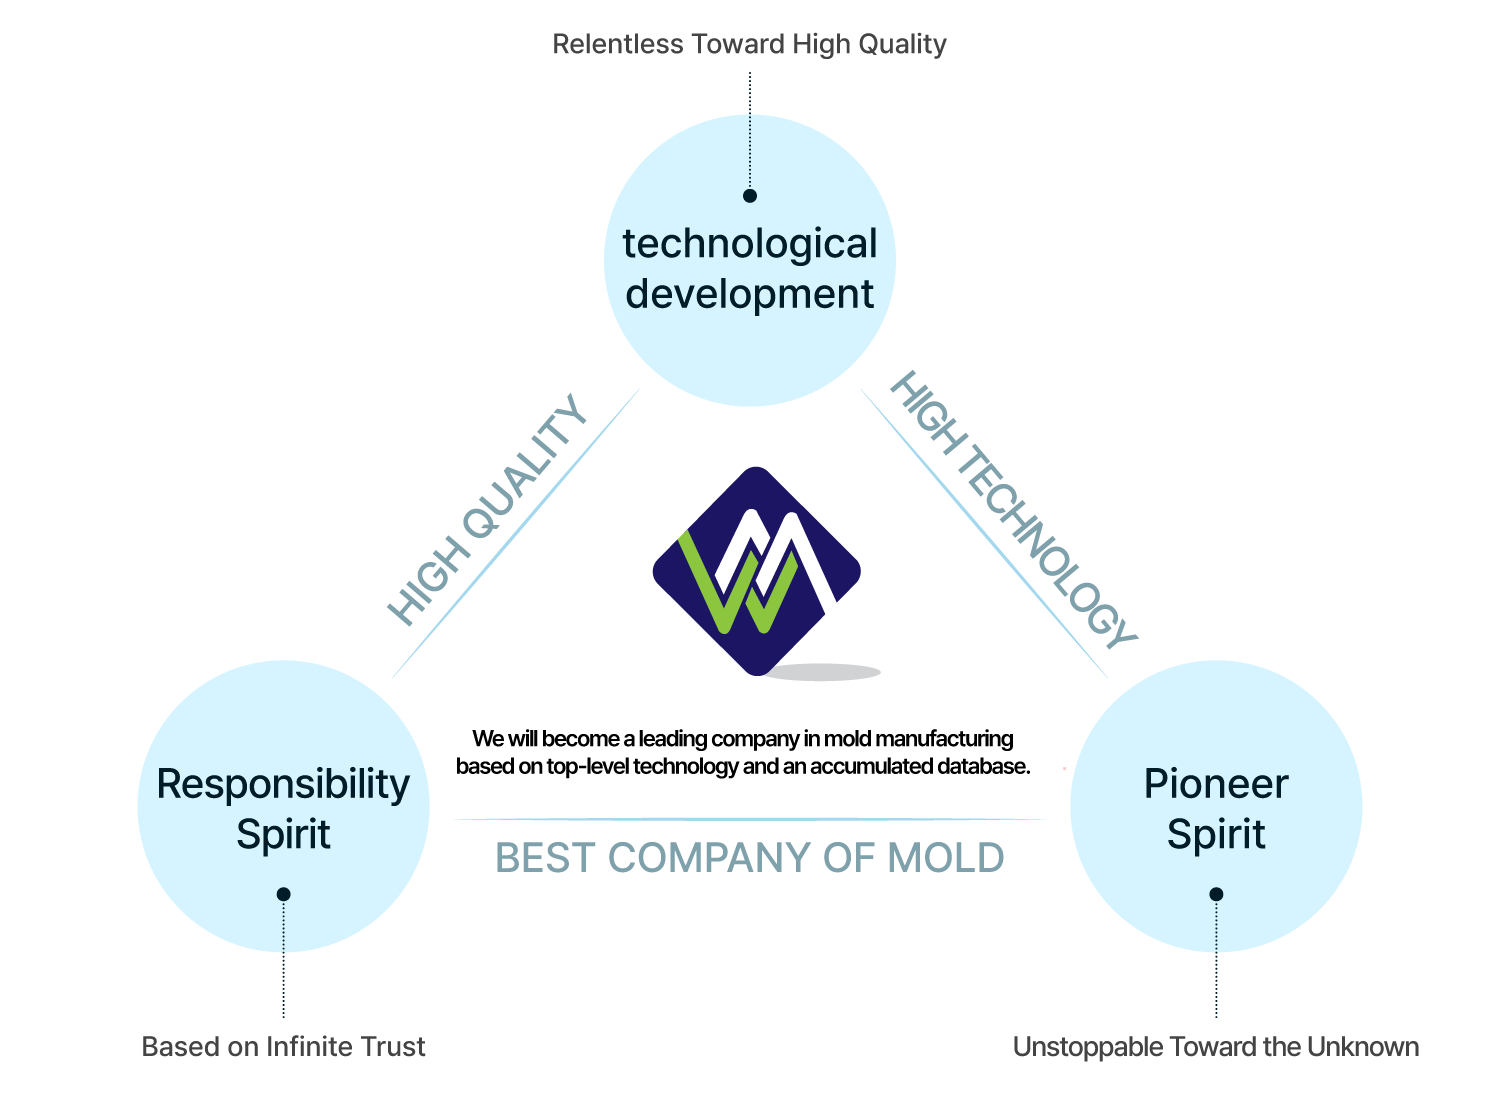 Relentless Toward High Quality
technological
development
HIGH QUALITY
HIGH TECHNOLOGY
We will become a leading company in mold manufacturing
based on top-level technology and an accumulated database.
Responsibility
Spirit
Pioneer
Spirit
BEST COMPANY OF MOLD
Based on Infinite Trust
Unstoppable Toward the Unknown